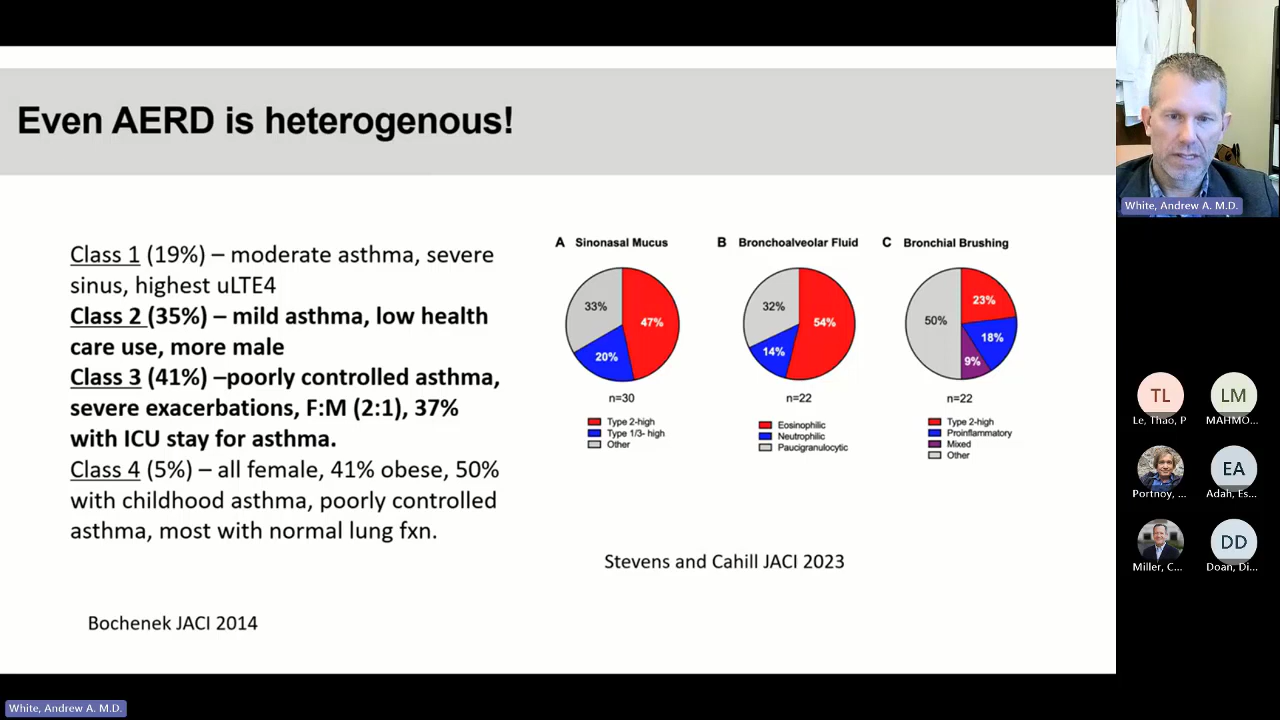 Even AERD is heterogenous!
Class 1 (19%) – moderate asthma, severe
sinus, highest uLTE4
Class 2 (35%) – mild asthma, low health
care use, more male
Class 3 (41%) –poorly controlled asthma,
severe exacerbations, F:M (2:1), 37%
with ICU stay for asthma.
Class 4 (5%) – all female, 41% obese, 50%
with childhood asthma, poorly controlled
asthma, most with normal lung fxn.
Bochenek JACI 2014
A Sinonasal Mucus
33%
47%
20%
n=30
Type 2-high
Type 1/3- high
Other
B Bronchoalveolar Fluid
32%
54%
14%
n=22
Eosinophilic
Neutrophilic
Paucigranulocytic
C Bronchial Brushing
23%
50%
18%
9%
n=22
Type 2-high
Proinflammatory
Mixed
Other
Stevens and Cahill JACI 2023
White, Andrew A. M.D.
TL
Le, Thao, P
LM
MAHMO...
Portnoy, ...
EA
Adah, Es...
Miller, C...
DD
Doan, Di...
White, Andrew A. M.D.